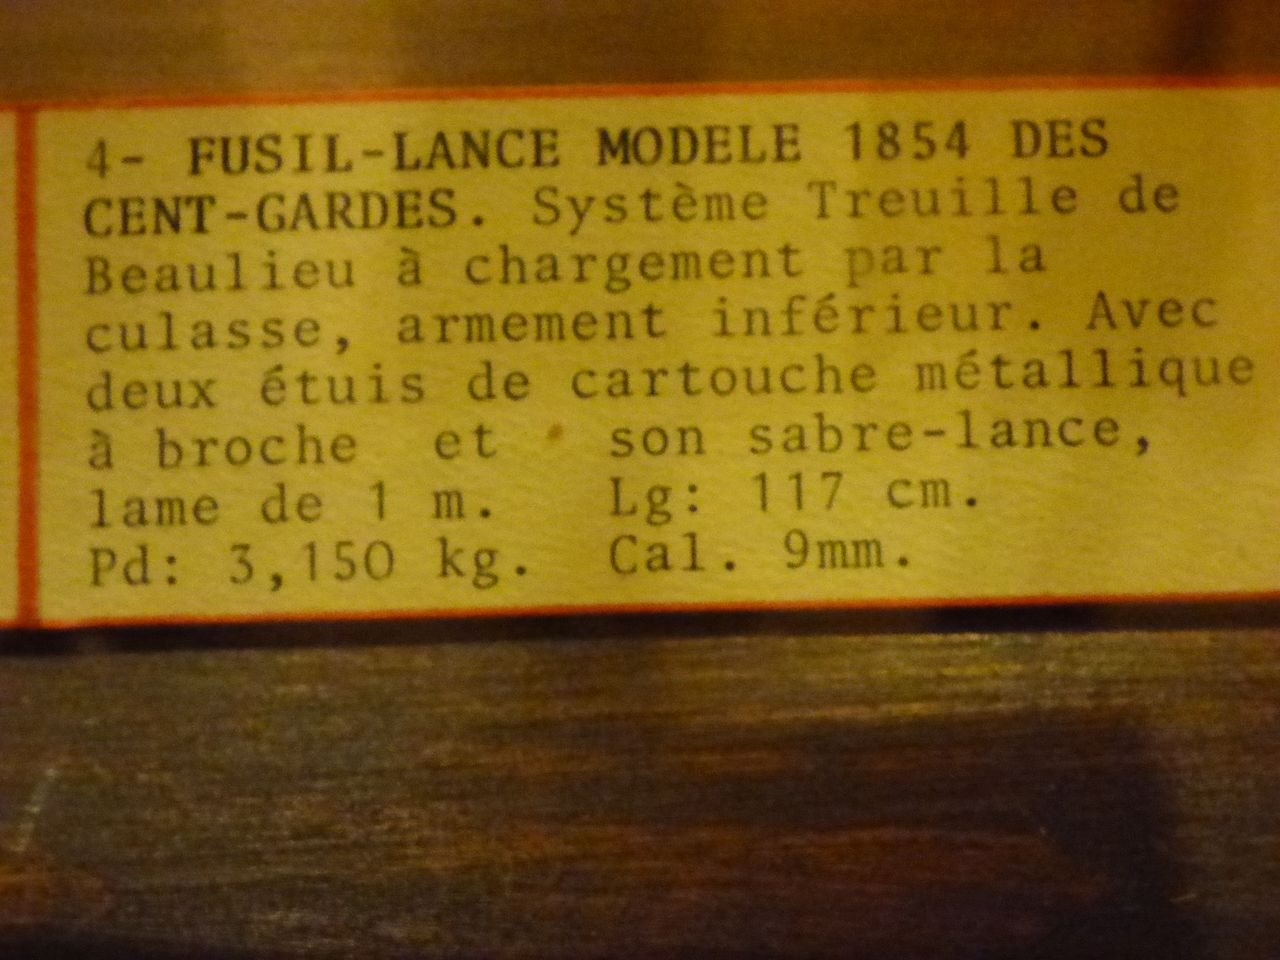 4- FUSIL-LANCE MODELE 1854 DES
CENT-GARDES. Système Treuille de
Beaulieu à chargement par la
culasse, armement inférieur. Avec
deux étuis de cartouche métallique
à broche et son sabre-lance,
lame de 1 m. Lg: 117 cm.
Pd: 3,150 kg. Cal. 9mm.